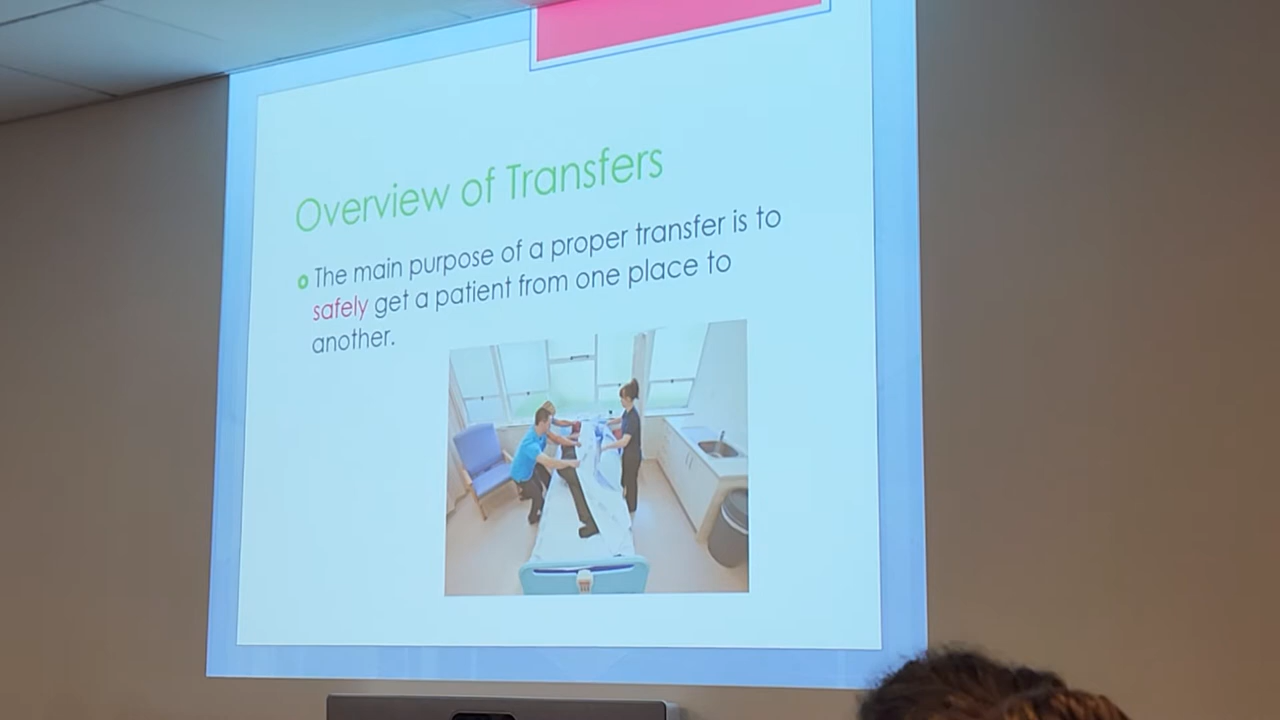 Overview of Transfers
The main purpose of a proper transfer is to
safely get a patient from one place to
another.